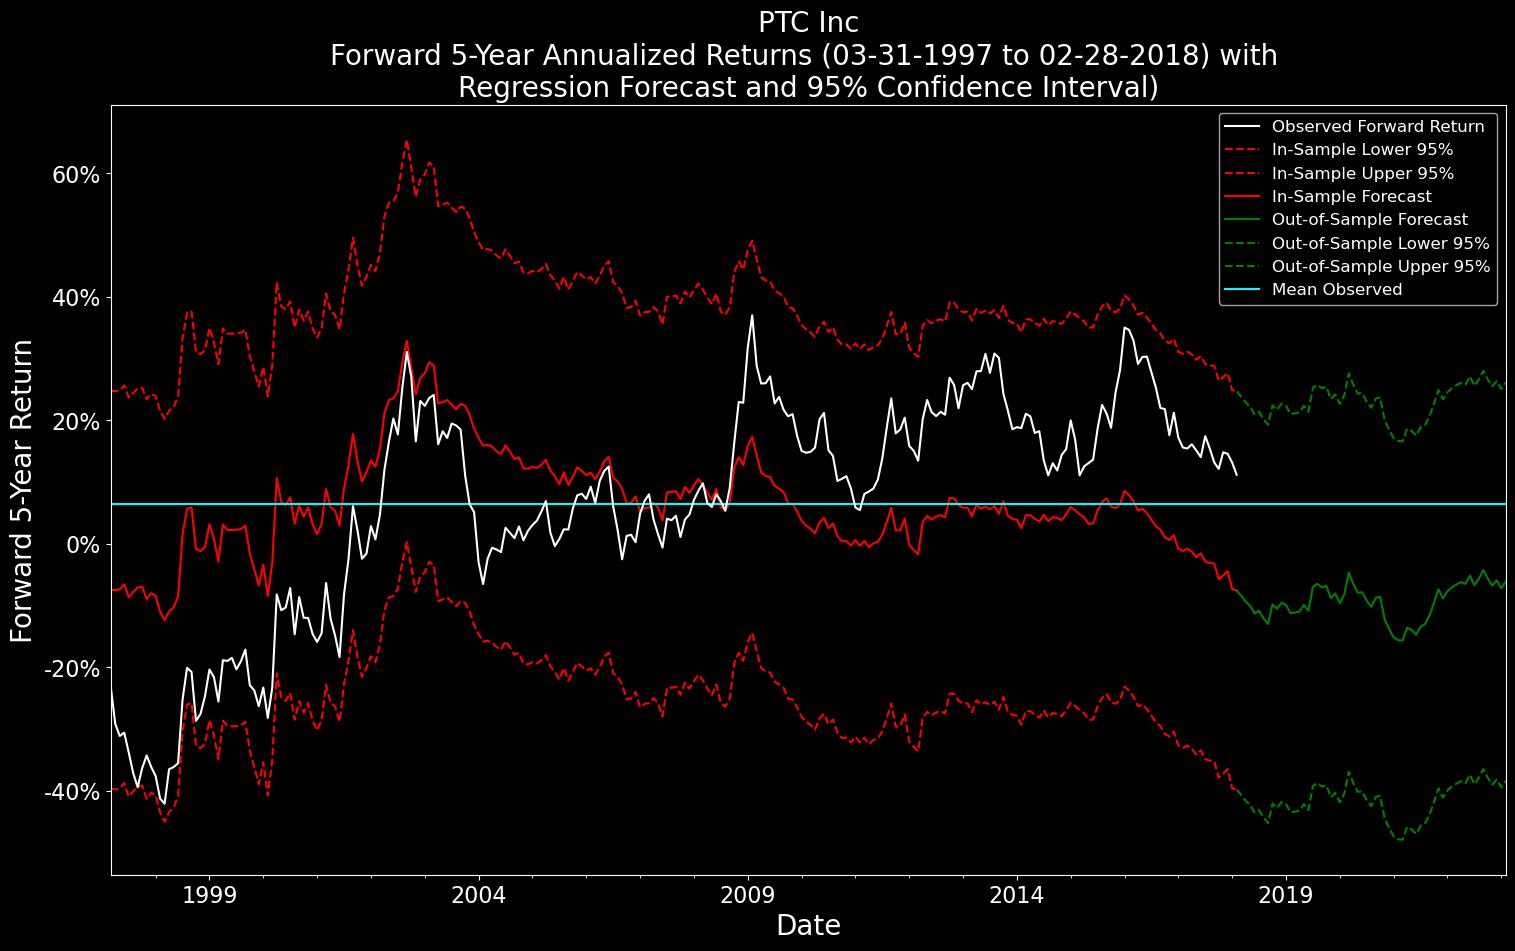 PTC Inc
Forward 5-Year Annualized Returns (03-31-1997 to 02-28-2018) with
Regression Forecast and 95% Confidence Interval)
Observed Forward Return
In-Sample Lower 95%
In-Sample Upper 95%
In-Sample Forecast
Out-of-Sample Forecast
Out-of-Sample Lower 95%
Out-of-Sample Upper 95%
Mean Observed
Forward 5-Year Return
60%
40%
20%
0%
-20%
-40%
1999 2004 2009 2014 2019
Date